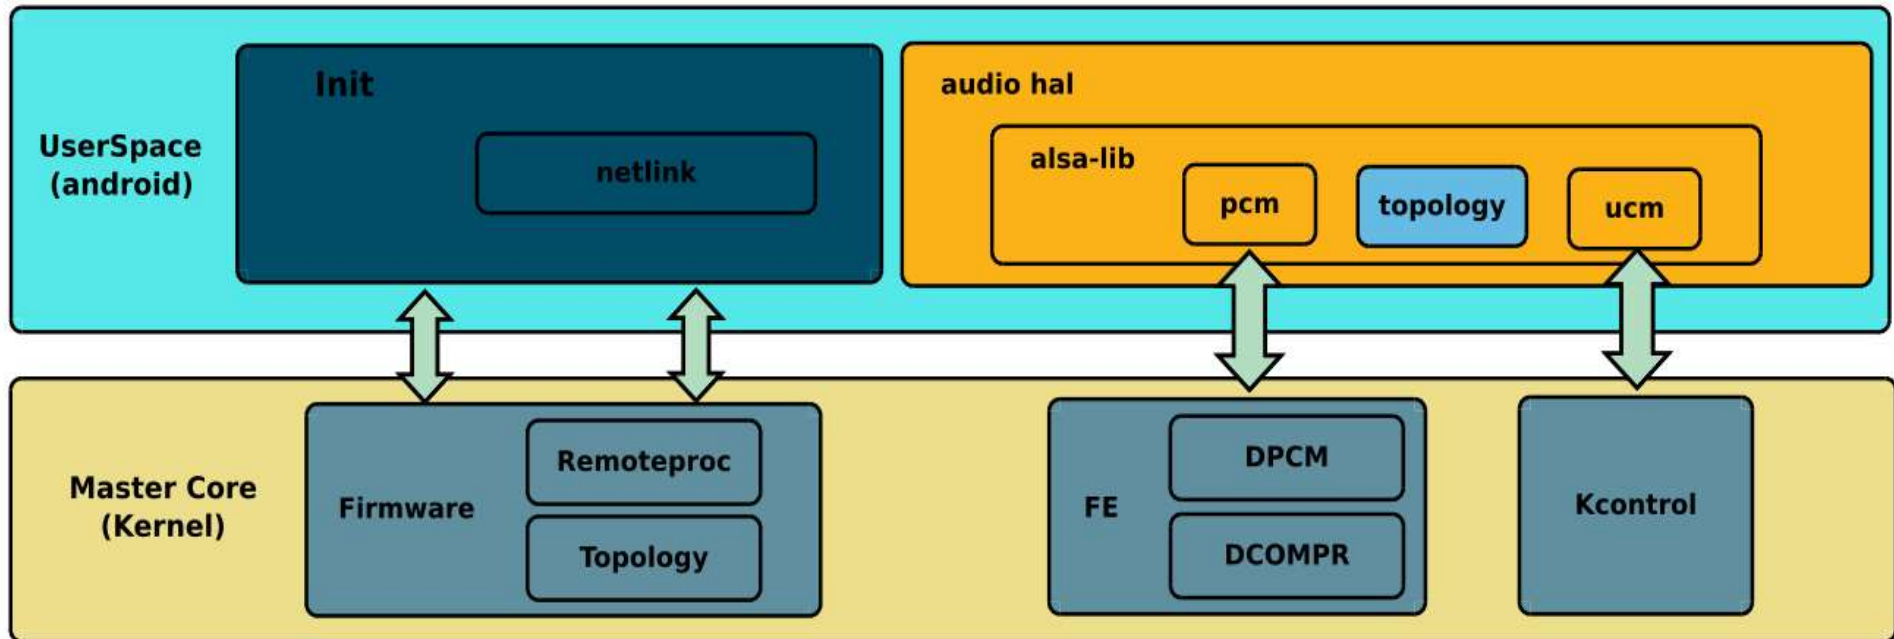 UserSpace
(android)
Init
netlink
audio hal
alsa-lib
pcm
topology
ucm
Master Core
(Kernel)
Firmware
Remoteproc
Topology
FE
DPCM
DCOMPR
Kcontrol